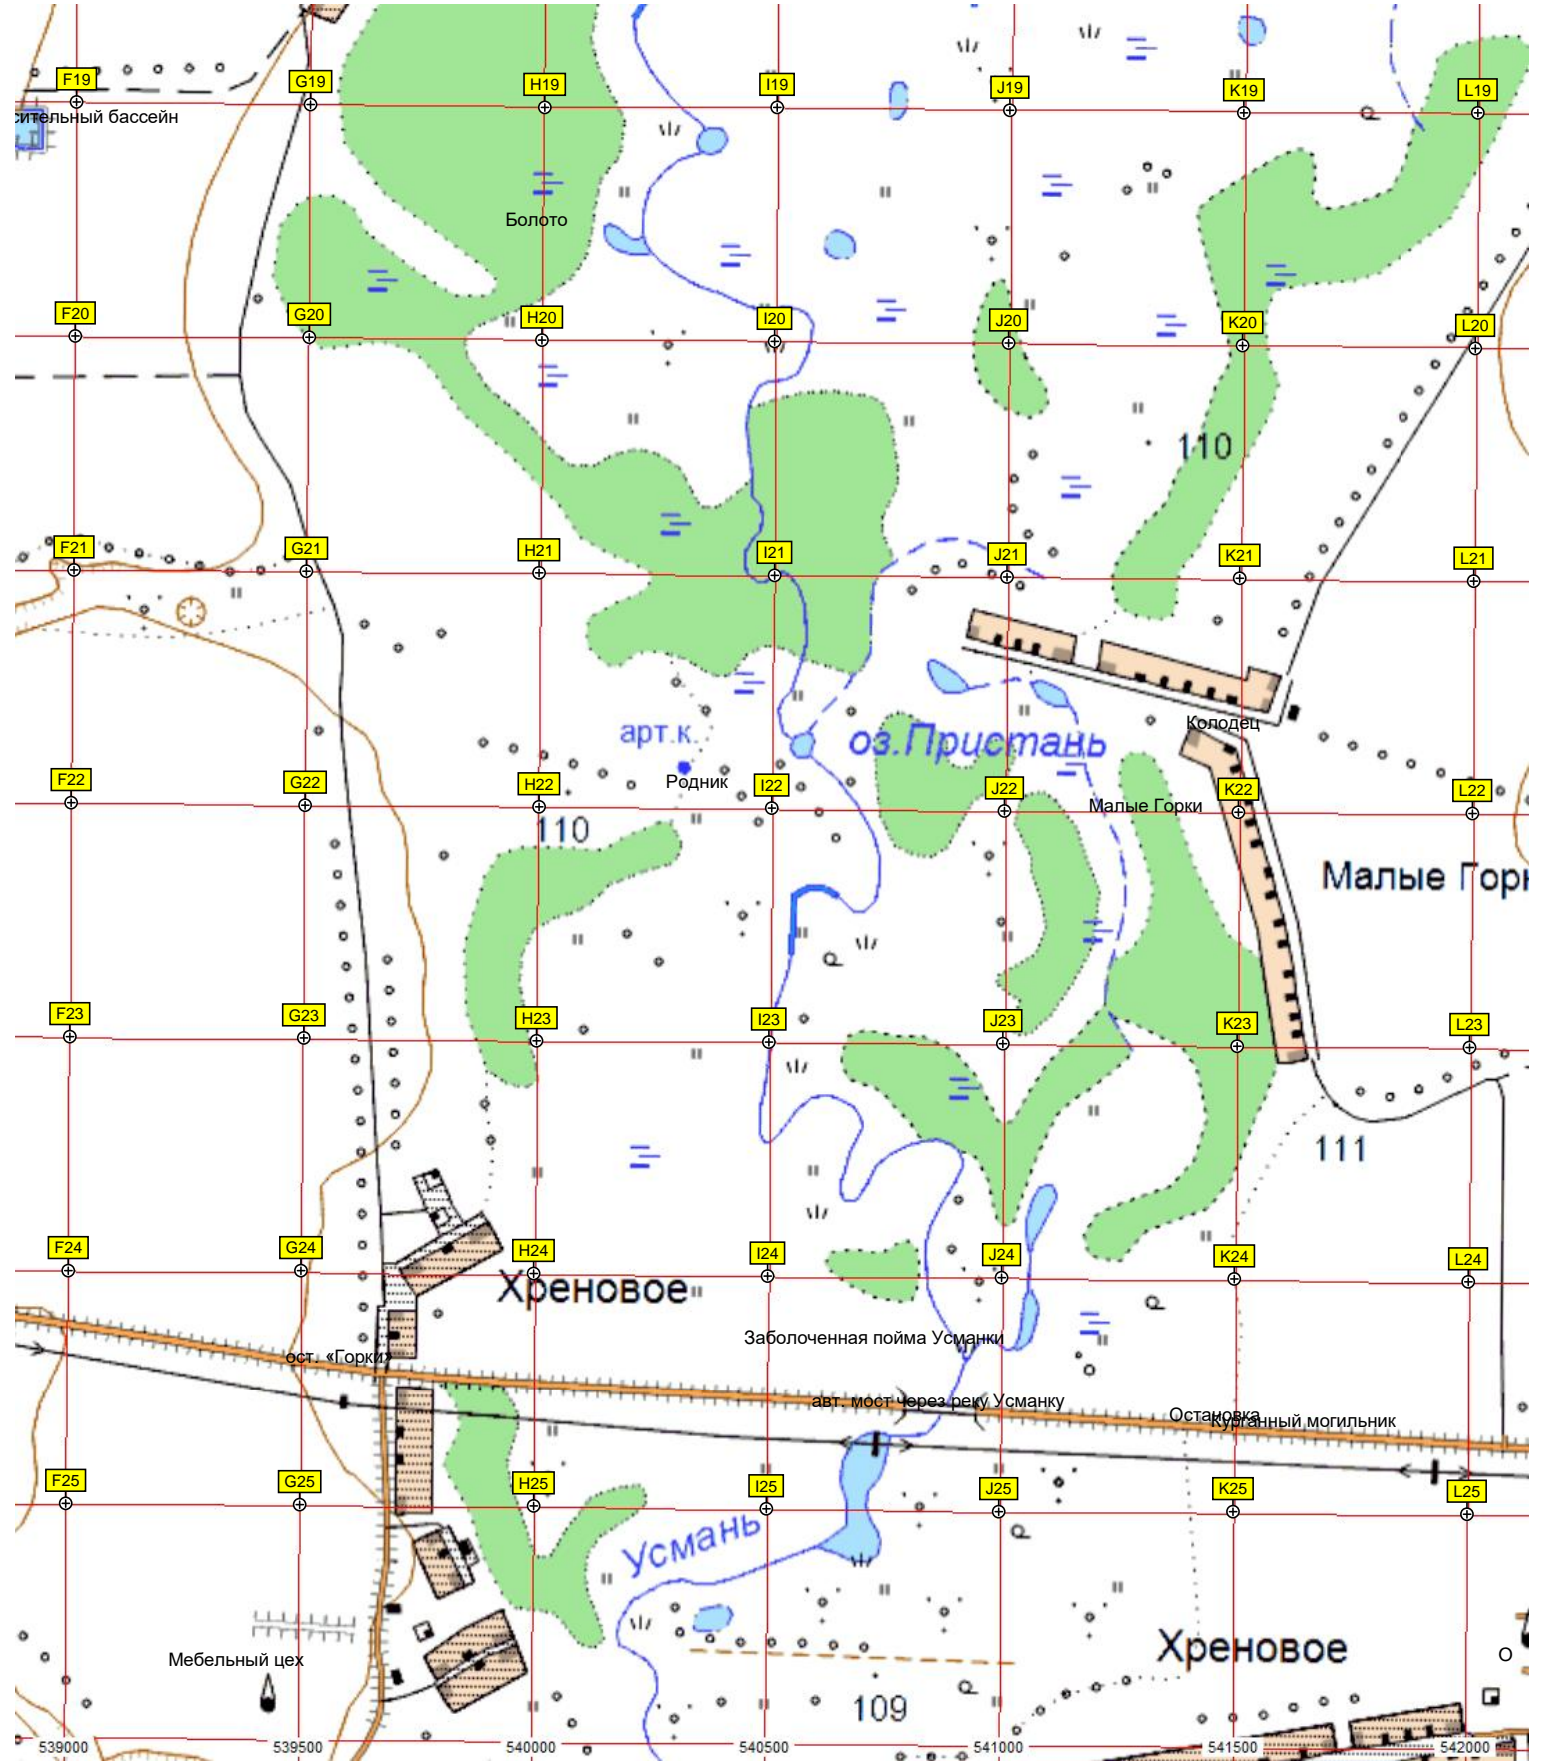 F19 G19 H19 I19 J19 K19 L19
сительный бассейн
Болото
F20 G20 H20 I20 J20 K20 L20
110
F21 G21 H21 I21 J21 K21 L21
арт.к.
оз.Пристань
Колодец
Родник
F22 G22 H22 I22 J22 K22 L22
Малые Горки
110
Малые Горн
F23 G23 H23 I23 J23 K23 L23
111
F24 G24 H24 I24 J24 K24 L24
Хреновое
Заболоченная пойма Усманки
ост. «Горки»
авт. мост через реку Усманку
Остановка
Курганный могильник
F25 G25 H25 I25 J25 K25 L25
Усмань
Хреновое
Мебельный цех
О
109
539000 539500 540000 540500 541000 541500 542000